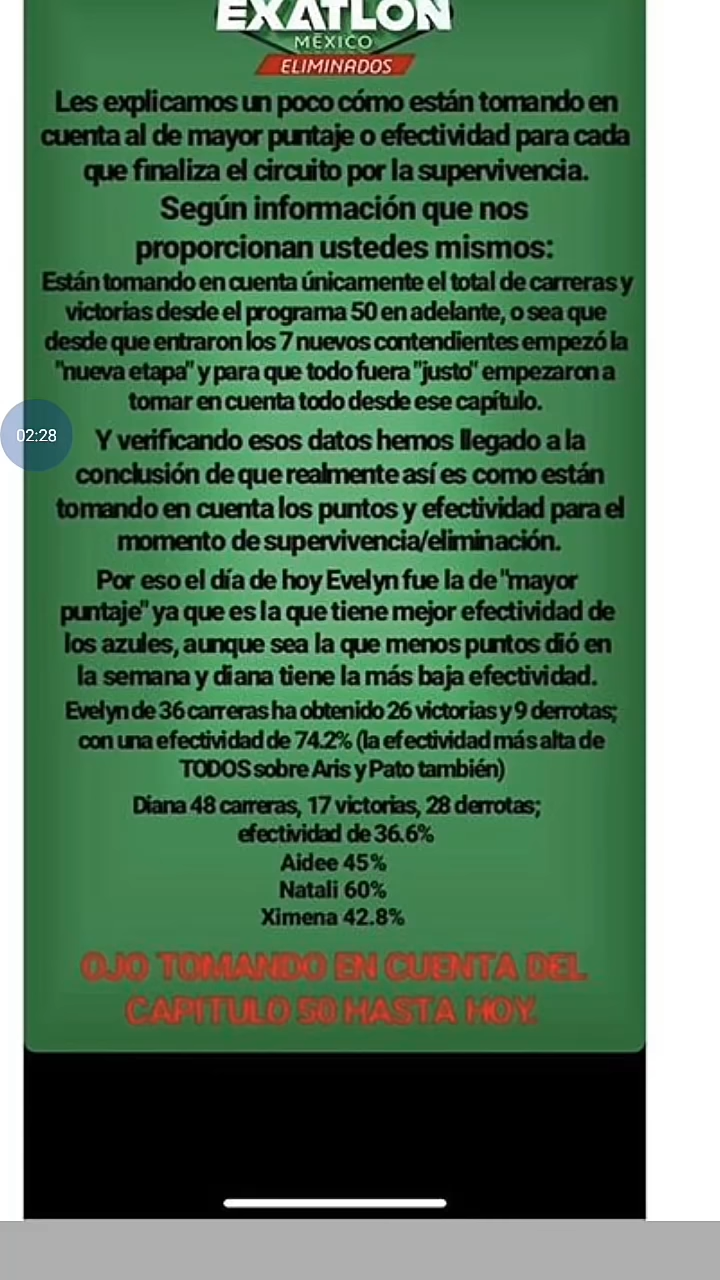 EXATLON
MÉXICO
ELIMINADOS
Les explicamos un poco cómo están tomando en
cuenta al de mayor puntaje o efectividad para cada
que finaliza el circuito por la supervivencia.
Según información que nos
proporcionan ustedes mismos:
Están tomando en cuenta únicamente el total de carreras y
victorias desde el programa 50 en adelante, o sea que
desde que entraron los 7 nuevos contendientes empezó la
"nueva etapa" y para que todo fuera "justo" empezaron a
tomar en cuenta todo desde ese capítulo.
02:28
Y verificando esos datos hemos llegado a la
conclusión de que realmente así es como están
tomando en cuenta los puntos y efectividad para el
momento de supervivencia/eliminación.
Por eso el día de hoy Evelyn fue la de "mayor
puntaje" ya que es la que tiene mejor efectividad de
los azules, aunque sea la que menos puntos dió en
la semana y diana tiene la más baja efectividad.
Evelyn de 36 carreras ha obtenido 26 victorias y 9 derrotas;
con una efectividad de 74.2% (la efectividad más alta de
TODOS sobre Aris y Pato también)
Diana 48 carreras, 17 victorias, 28 derrotas;
efectividad de 36.6%
Aidee 45%
Natali 60%
Ximena 42.8%
OJO TOMANDO EN CUENTA DEL
CAPITULO 50 HASTA HOY.